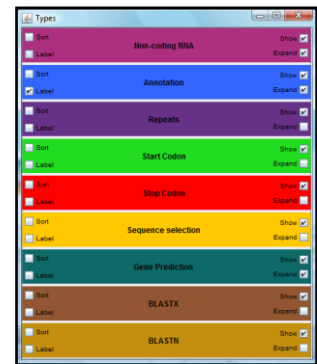 Types
Sort Show
Non-coding RNA
Label Expand
Sort Show
Annotation
Label Expand
Sort Show
Repeats
Label Expand
Sort Show
Start Codon
Label Expand
Sort Show
Stop Codon
Label Expand
Sort Show
Sequence selection
Label Expand
Sort Show
Gene Prediction
Label Expand
Sort Show
BLASTX
Label Expand
Sort Show
BLASTN
Label Expand